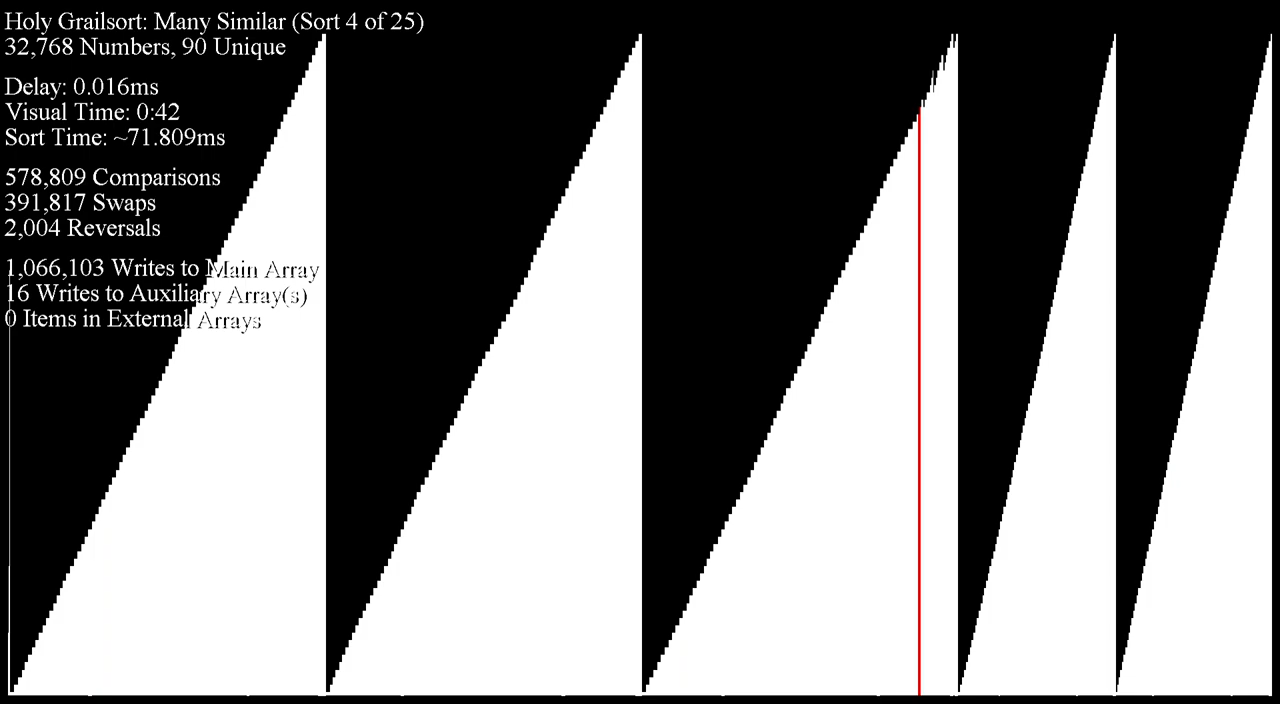 Holy Grailsort: Many Similar (Sort 4 of 25)
32,768 Numbers, 90 Unique
Delay: 0.016ms
Visual Time: 0:42
Sort Time: ~71.809ms
578,809 Comparisons
391,817 Swaps
2,004 Reversals
1,066,103 Writes to Main Array
16 Writes to Auxiliary Array(s)
0 Items in External Arrays